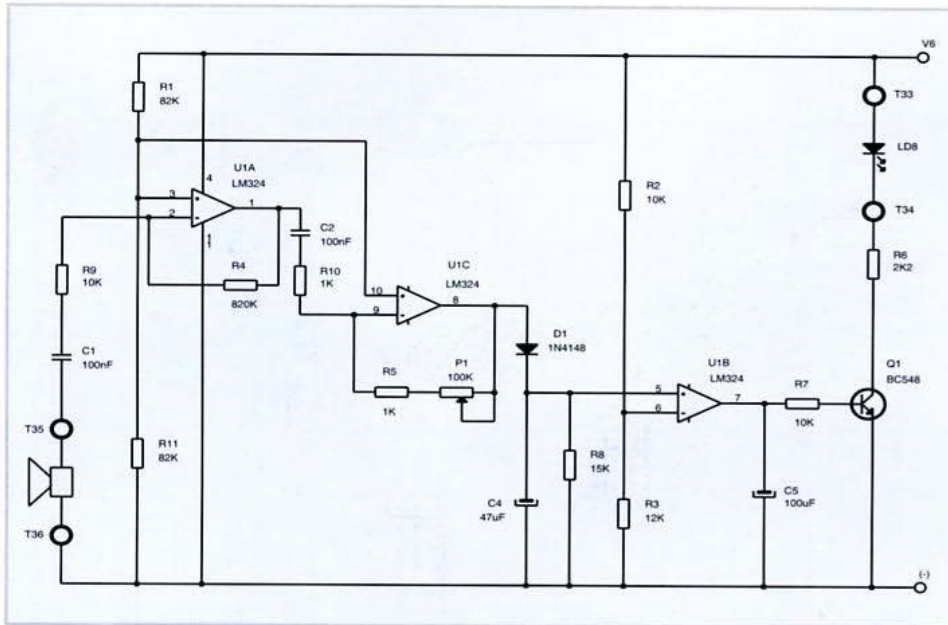 V6
R1
82K
T33
LD8
U1A
LM324
4
3
2
1
R2
10K
T34
C2
100nF
R9
10K
R4
820K
R10
1K
U1C
LM324
10
9
8
R6
2K2
C1
100nF
D1
1N4148
R5
1K
P1
100K
U1B
LM324
5
6
7
R7
10K
Q1
BC548
T35
R11
82K
R8
15K
C4
47uF
R3
12K
C5
100uF
T36
(-)